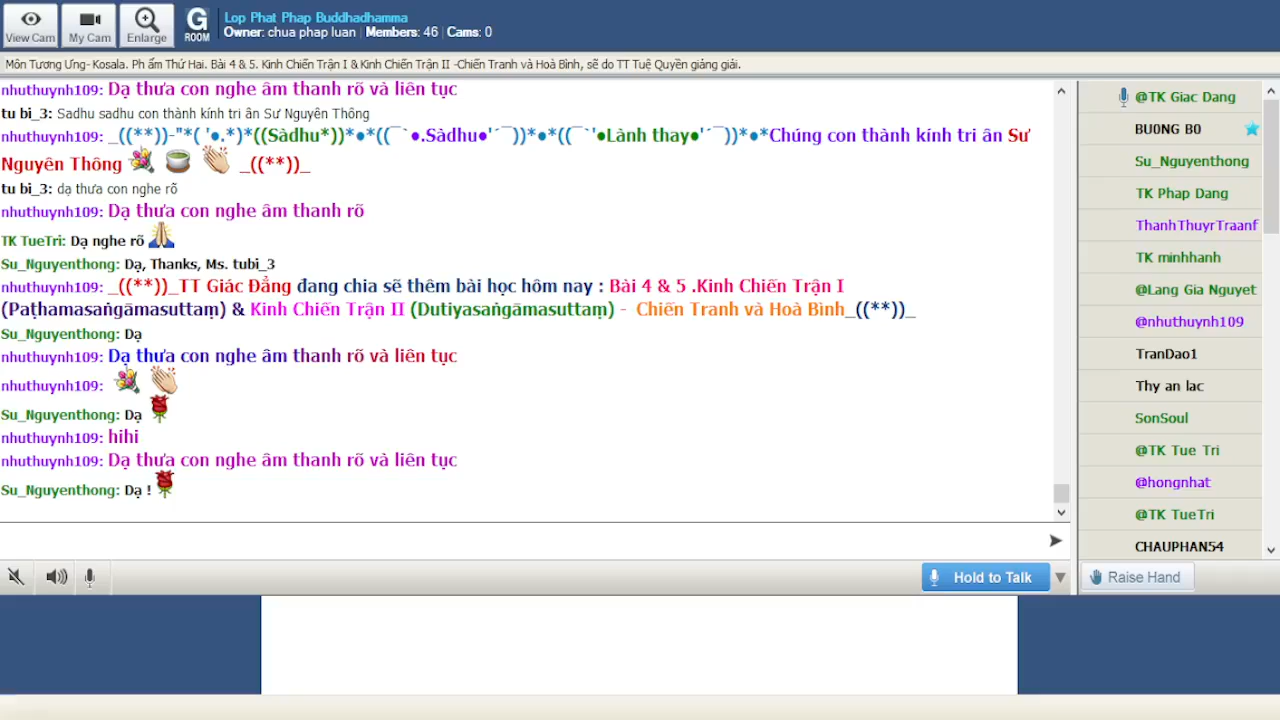 View Cam
My Cam
Enlarge
G
ROOM
Lop Phat Phap Buddhadhamma
Owner: chua phap luan | Members: 46 | Cams: 0
Môn Tương Ưng- Kosala. Ph ẩm Thứ Hai. Bài 4 & 5. Kinh Chiến Trận I & Kinh Chiến Trận II -Chiến Tranh và Hoà Bình, sẽ do TT Tuệ Quyền giảng giải.
nhuthuynh109: Dạ thưa con nghe âm thanh rõ và liên tục
tu bi_3: Sadhu sadhu con thành kính tri ân Sư Nguyên Thông
nhuthuynh109: _((**))-"*( '●.*)*((Sàdhu*))*●*((¯`●.Sàdhu●'´¯))*●*((¯`'●Lành thay●'´¯))*●*Chúng con thành kính tri ân Sư
Nguyên Thông _((**))_
tu bi_3: dạ thưa con nghe rõ
nhuthuynh109: Dạ thưa con nghe âm thanh rõ
TK TueTri: Dạ nghe rõ
Su_Nguyenthong: Dạ, Thanks, Ms. tubi_3
nhuthuynh109: _((**))_TT Giác Đẳng đang chia sẽ thêm bài học hôm nay : Bài 4 & 5 .Kinh Chiến Trận I
(Paṭhamasaṅgāmasuttaṃ) & Kinh Chiến Trận II (Dutiyasaṅgāmasuttaṃ) - Chiến Tranh và Hoà Bình_((**))_
Su_Nguyenthong: Dạ
nhuthuynh109: Dạ thưa con nghe âm thanh rõ và liên tục
nhuthuynh109:
Su_Nguyenthong: Dạ
nhuthuynh109: hihi
nhuthuynh109: Dạ thưa con nghe âm thanh rõ và liên tục
Su_Nguyenthong: Dạ !
@TK Giac Dang
BU0NG B0
Su_Nguyenthong
TK Phap Dang
ThanhThuyrTraanf
TK minhhanh
@Lang Gia Nguyet
@nhuthuynh109
TranDao1
Thy an lac
SonSoul
@TK Tue Tri
@hongnhat
@TK TueTri
CHAUPHAN54
Hold to Talk
Raise Hand